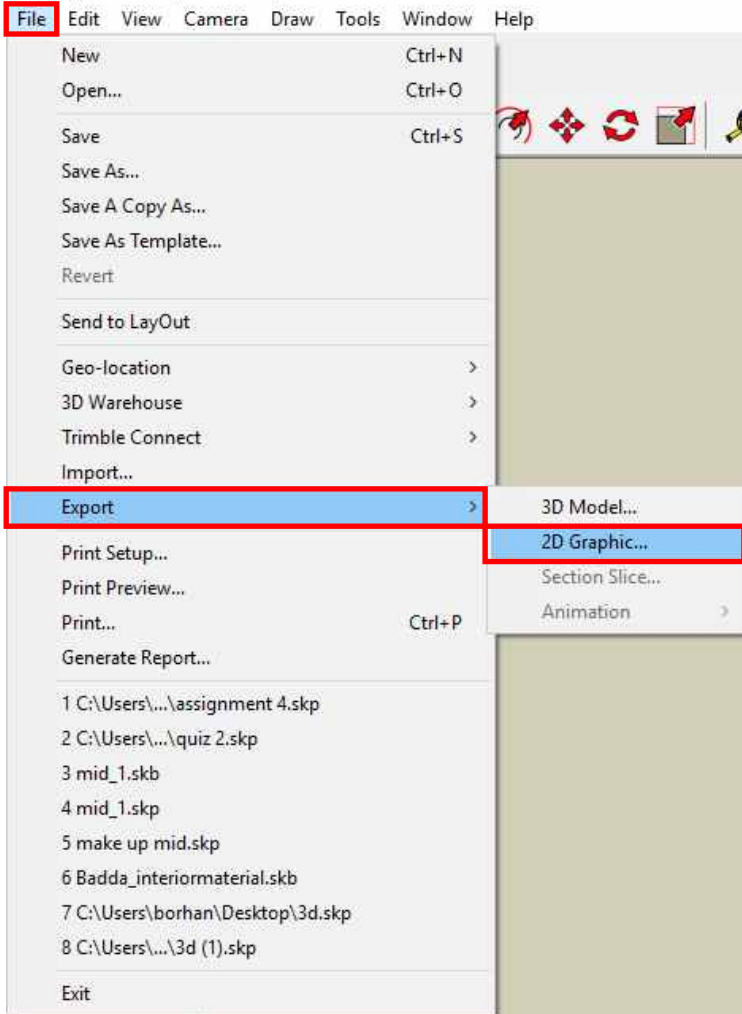 File Edit View Camera Draw Tools Window Help
New Ctrl+N
Open... Ctrl+O
Save Ctrl+S
Save As...
Save A Copy As...
Save As Template...
Revert
Send to LayOut
Geo-location
3D Warehouse
Trimble Connect
Import...
Export
3D Model...
2D Graphic...
Section Slice...
Animation
Print Setup...
Print Preview...
Print... Ctrl+P
Generate Report...
1 C:\Users\...\assignment 4.skp
2 C:\Users\...\quiz 2.skp
3 mid_1.skb
4 mid_1.skp
5 make up mid.skp
6 Badda_interiormaterial.skb
7 C:\Users\borhan\Desktop\3d.skp
8 C:\Users\...\3d (1).skp
Exit